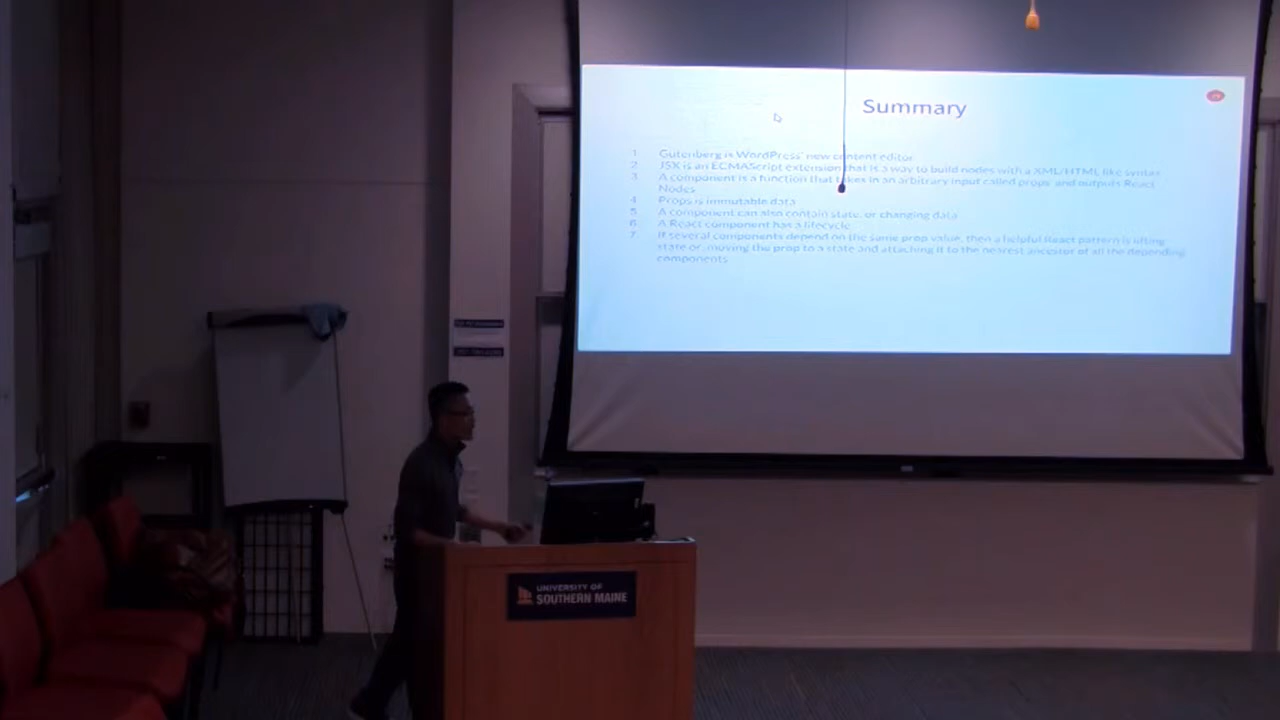 Summary
1. Gutenberg is WordPress' new content editor
2. JSX is an ECMAScript extension that is a way to build nodes with a XML/HTML like syntax
3. A component is a function that takes in an arbitrary input called props and outputs React
Nodes
4. Props is immutable data
5. A component can also contain state, or changing data
6. A React component has a lifecycle
7. If several components depend on the same prop value, then a helpful React pattern is lifting
state or, moving the prop to a state and attaching it to the nearest ancestor of all the depending
components
UNIVERSITY OF
SOUTHERN MAINE